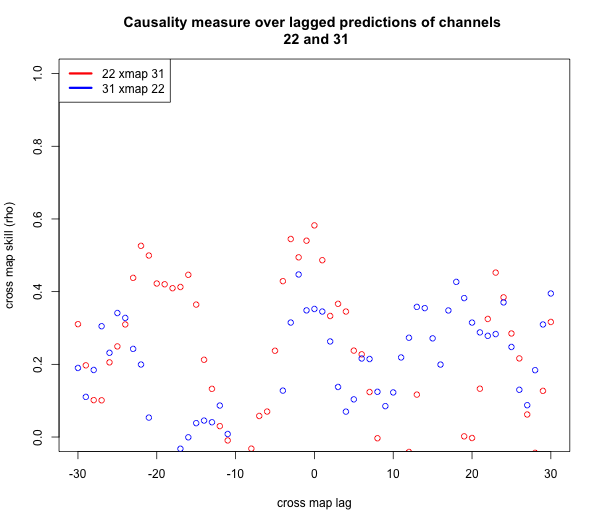 Causality measure over lagged predictions of channels
22 and 31
22 xmap 31
31 xmap 22
cross map skill (rho)
1.0
0.8
0.6
0.4
0.2
0.0
-30 -20 -10 0 10 20 30
cross map lag